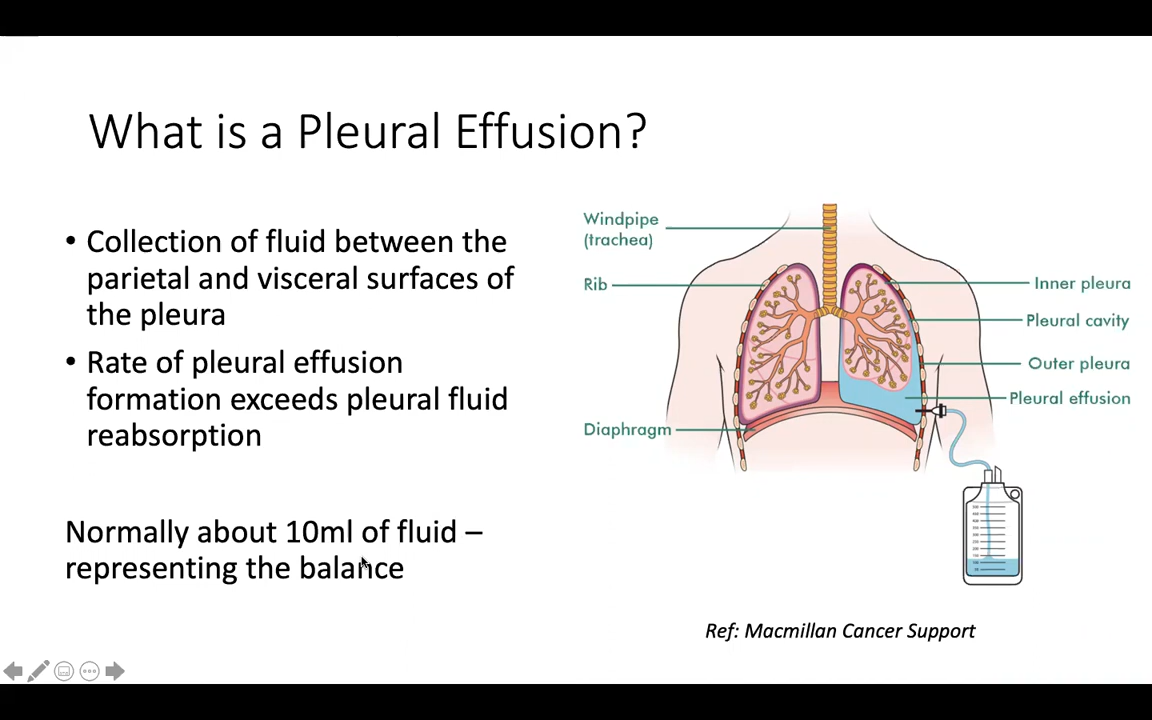 What is a Pleural Effusion?
• Collection of fluid between the
parietal and visceral surfaces of
the pleura
• Rate of pleural effusion
formation exceeds pleural fluid
reabsorption
Normally about 10ml of fluid –
representing the balance
Windpipe
(trachea)
Rib
Diaphragm
Inner pleura
Pleural cavity
Outer pleura
Pleural effusion
Ref: Macmillan Cancer Support